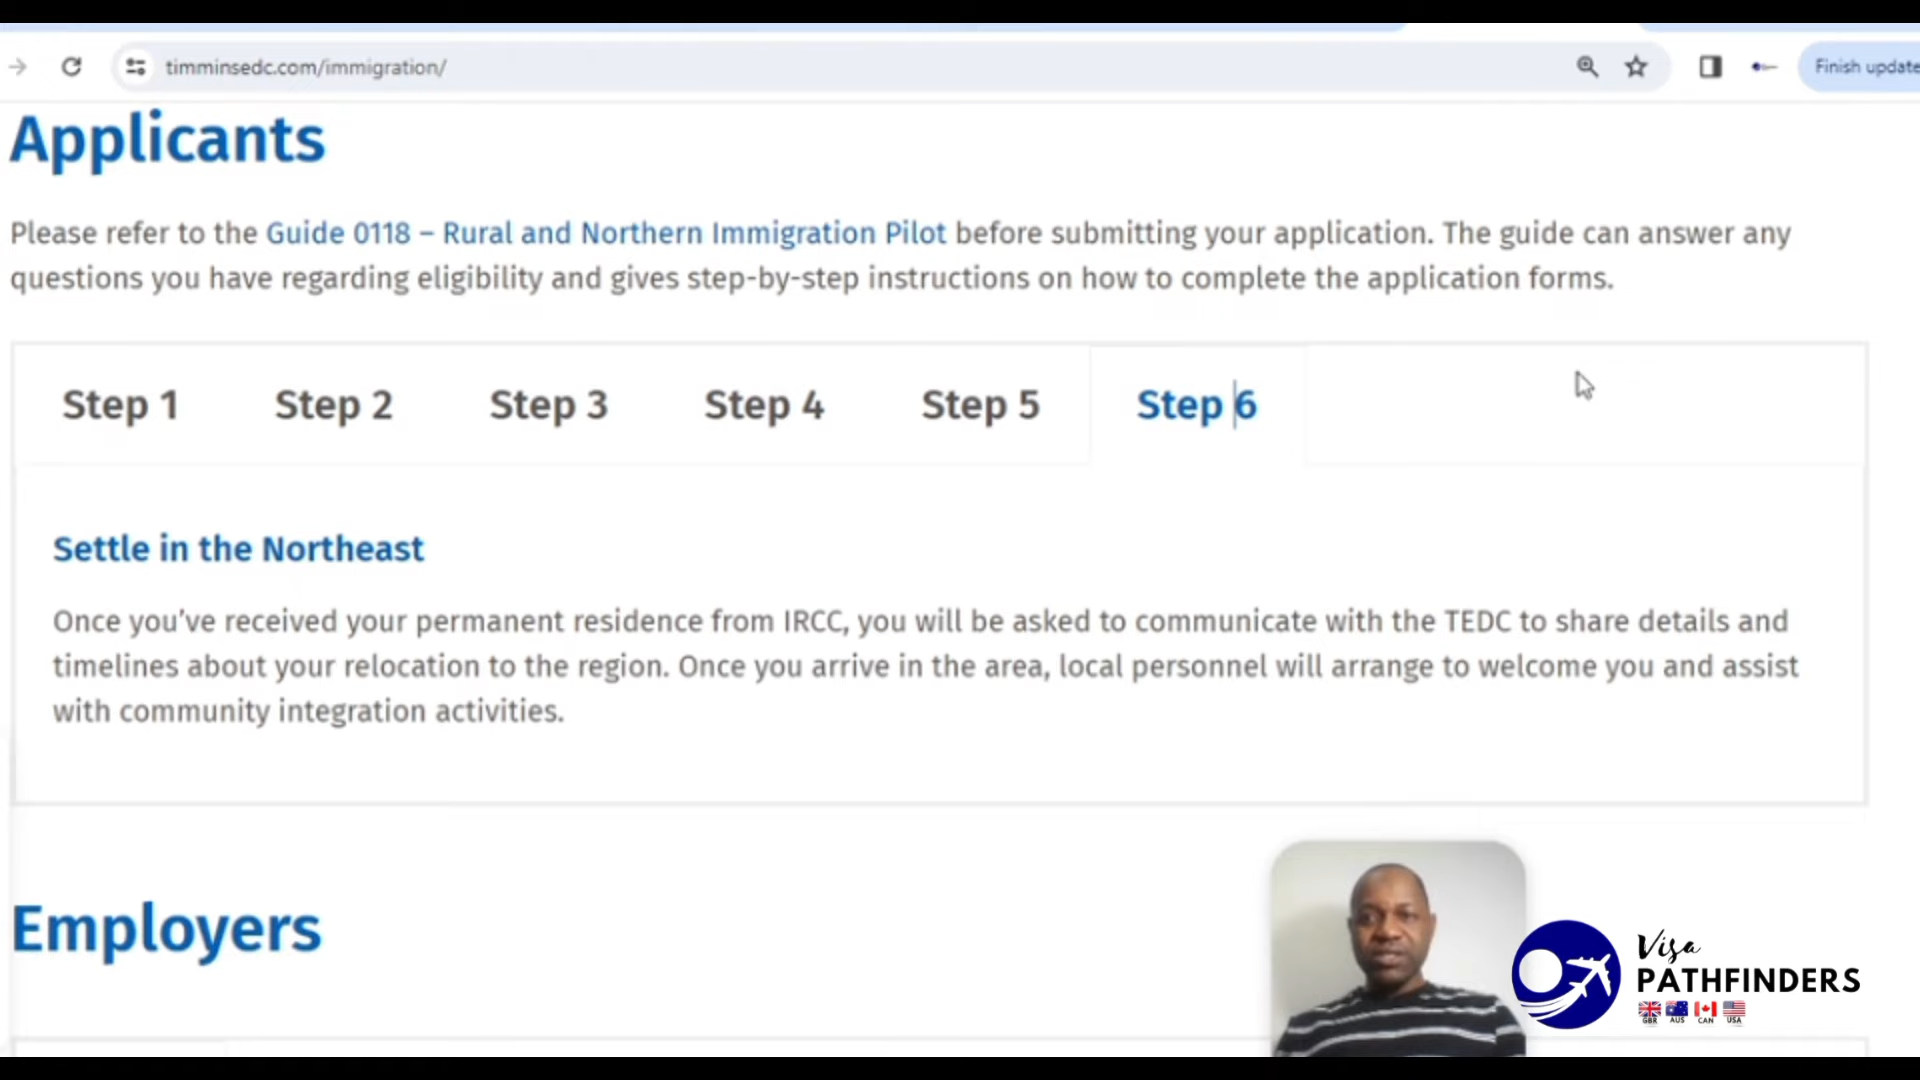 timminsedc.com/immigration/
Finish update
Applicants
Please refer to the Guide 0118 – Rural and Northern Immigration Pilot before submitting your application. The guide can answer any
questions you have regarding eligibility and gives step-by-step instructions on how to complete the application forms.
Step 1 Step 2 Step 3 Step 4 Step 5 Step 6
Settle in the Northeast
Once you’ve received your permanent residence from IRCC, you will be asked to communicate with the TEDC to share details and
timelines about your relocation to the region. Once you arrive in the area, local personnel will arrange to welcome you and assist
with community integration activities.
Employers
Visa
PATHFINDERS
GBR AUS CAN USA